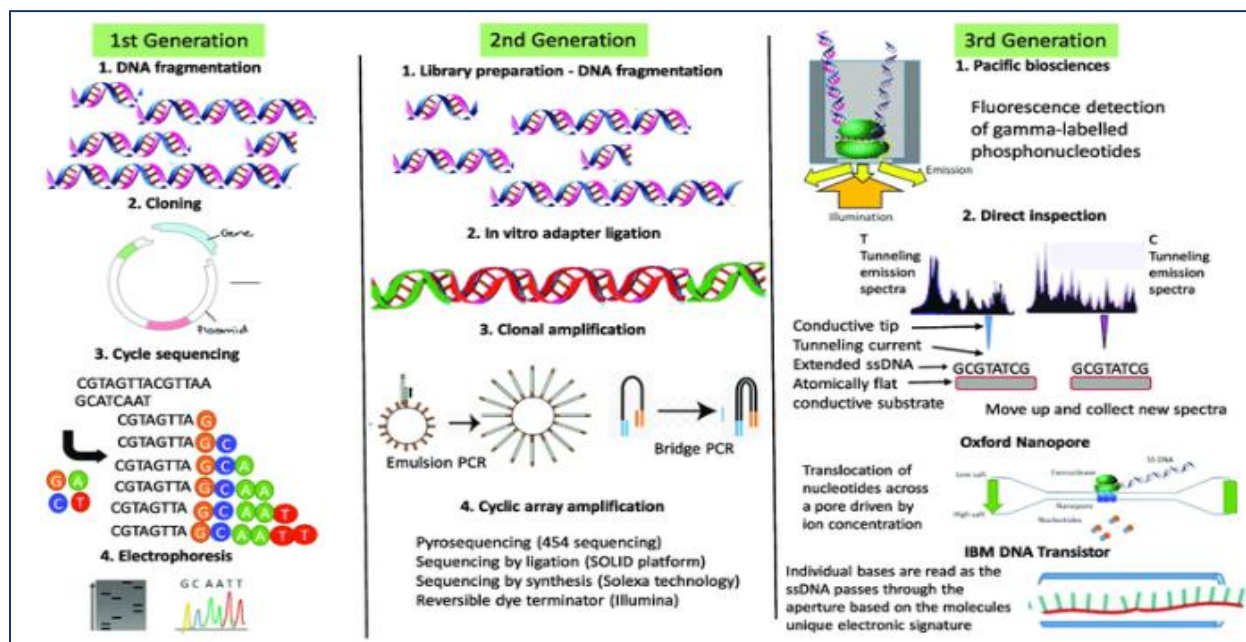 1st Generation
1. DNA fragmentation
2. Cloning
Gene
Plasmid
3. Cycle sequencing
CGTAGTTACGTTAA
GCATCAAT
CGTAGTTA G
CGTAGTTA G C
CGTAGTTA G C A
CGTAGTTA G C A A
CGTAGTTA G C A A T
CGTAGTTA G C A A T T
G A
C T
4. Electrophoresis
G C A A T T
2nd Generation
1. Library preparation - DNA fragmentation
2. In vitro adapter ligation
3. Clonal amplification
Emulsion PCR
Bridge PCR
4. Cyclic array amplification
Pyrosequencing (454 sequencing)
Sequencing by ligation (SOLID platform)
Sequencing by synthesis (Solexa technology)
Reversible dye terminator (Illumina)
3rd Generation
1. Pacific biosciences
Fluorescence detection
of gamma-labelled
phosphonucleotides
Emission
Illumination
2. Direct inspection
T
Tunneling
emission
spectra
C
Tunneling
emission
spectra
Conductive tip
Tunneling current
Extended ssDNA
Atomically flat
conductive substrate
GCGTATCG
GCGTATCG
Move up and collect new spectra
Oxford Nanopore
Translocation of
nucleotides across
a pore driven by
ion concentration
Low salt
High salt
SS DNA
Exonuclease
Nanopore
Nucleotides
IBM DNA Transistor
Individual bases are read as the
ssDNA passes through the
aperture based on the molecules
unique electronic signature